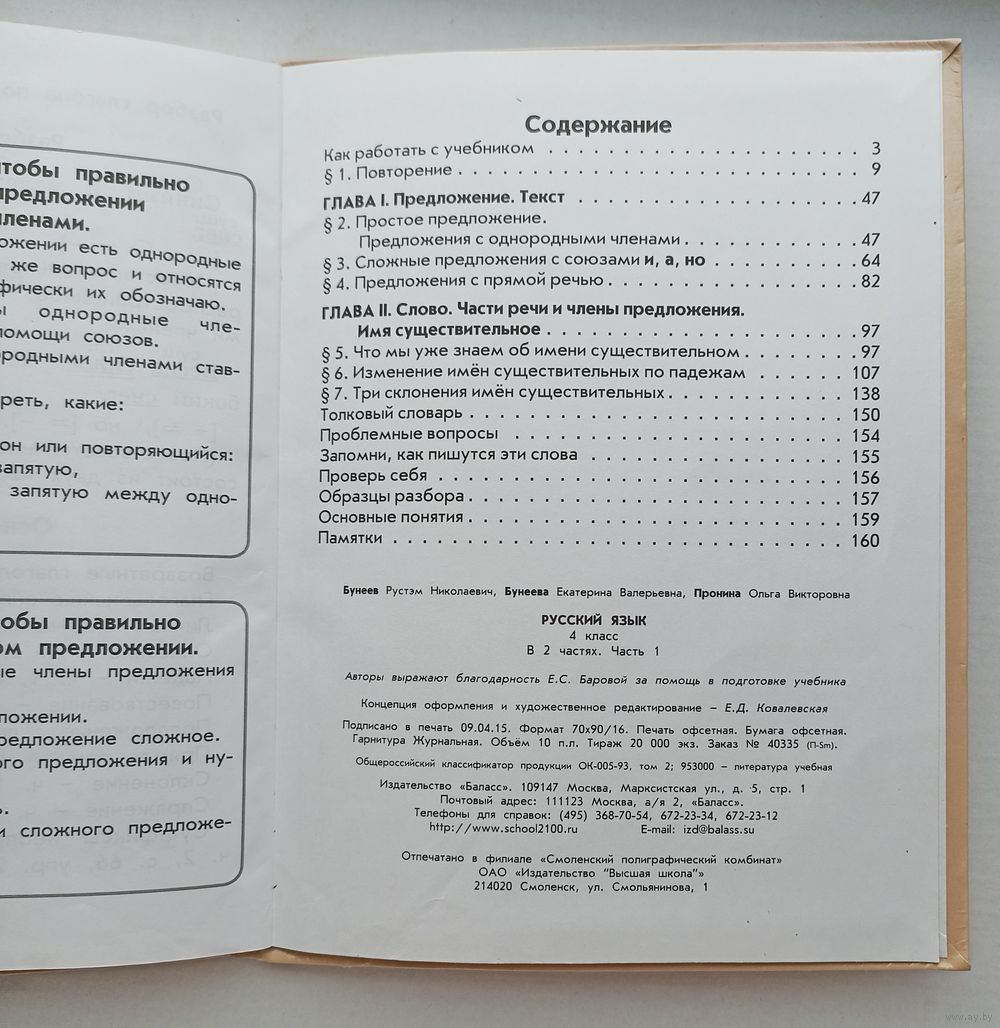 чтобы правильно
предложении
членами.
ложении есть однородные
же вопрос и относятся
фически их обозначаю.
однородные чле-
помощи союзов.
ородными членами став-
реть, какие:
он или повторяющийся:
запятую,
запятую между одно-
чтобы правильно
ом предложении.
ые члены предложения
ложении.
предложение сложное.
ого предложения и ну-
и сложного предложе-
Содержание
Как работать с учебником . . . . . . . . . . . . . . . . . . . . 3
§ 1. Повторение . . . . . . . . . . . . . . . . . . . . . . . . 9
ГЛАВА I. Предложение. Текст . . . . . . . . . . . . . . . . . . 47
§ 2. Простое предложение.
Предложения с однородными членами . . . . . . . . . . . 47
§ 3. Сложные предложения с союзами и, а, но . . . . . . . . . . 64
§ 4. Предложения с прямой речью . . . . . . . . . . . . . . . . 82
ГЛАВА II. Слово. Части речи и члены предложения.
Имя существительное . . . . . . . . . . . . . . . . . . . . 97
§ 5. Что мы уже знаем об имени существительном . . . . . . . . 97
§ 6. Изменение имён существительных по падежам . . . . . . 107
§ 7. Три склонения имён существительных . . . . . . . . . . . . 138
Толковый словарь . . . . . . . . . . . . . . . . . . . . . . . . 150
Проблемные вопросы . . . . . . . . . . . . . . . . . . . . . . 154
Запомни, как пишутся эти слова . . . . . . . . . . . . . . . . . 155
Проверь себя . . . . . . . . . . . . . . . . . . . . . . . . . . 156
Образцы разбора . . . . . . . . . . . . . . . . . . . . . . . . 157
Основные понятия . . . . . . . . . . . . . . . . . . . . . . . . 159
Памятки . . . . . . . . . . . . . . . . . . . . . . . . . . . . 160
Бунеев Рустэм Николаевич, Бунеева Екатерина Валерьевна, Пронина Ольга Викторовна
РУССКИЙ ЯЗЫК
4 класс
В 2 частях. Часть 1
Авторы выражают благодарность Е.С. Баровой за помощь в подготовке учебника
Концепция оформления и художественное редактирование – Е.Д. Ковалевская
Подписано в печать 09.04.15. Формат 70х90/16. Печать офсетная. Бумага офсетная.
Гарнитура Журнальная. Объём 10 п.л. Тираж 20 000 экз. Заказ № 40335 (П-Sm).
Общероссийский классификатор продукции ОК-005-93, том 2; 953000 – литература учебная
Издательство «Баласс». 109147 Москва, Марксистская ул., д. 5, стр. 1
Почтовый адрес: 111123 Москва, а/я 2, «Баласс».
Телефоны для справок: (495) 368-70-54, 672-23-34, 672-23-12
http://www.school2100.ru E-mail: izd@balass.su
Отпечатано в филиале «Смоленский полиграфический комбинат»
ОАО «Издательство "Высшая школа"»
214020 Смоленск, ул. Смольянинова, 1
www.ay.by